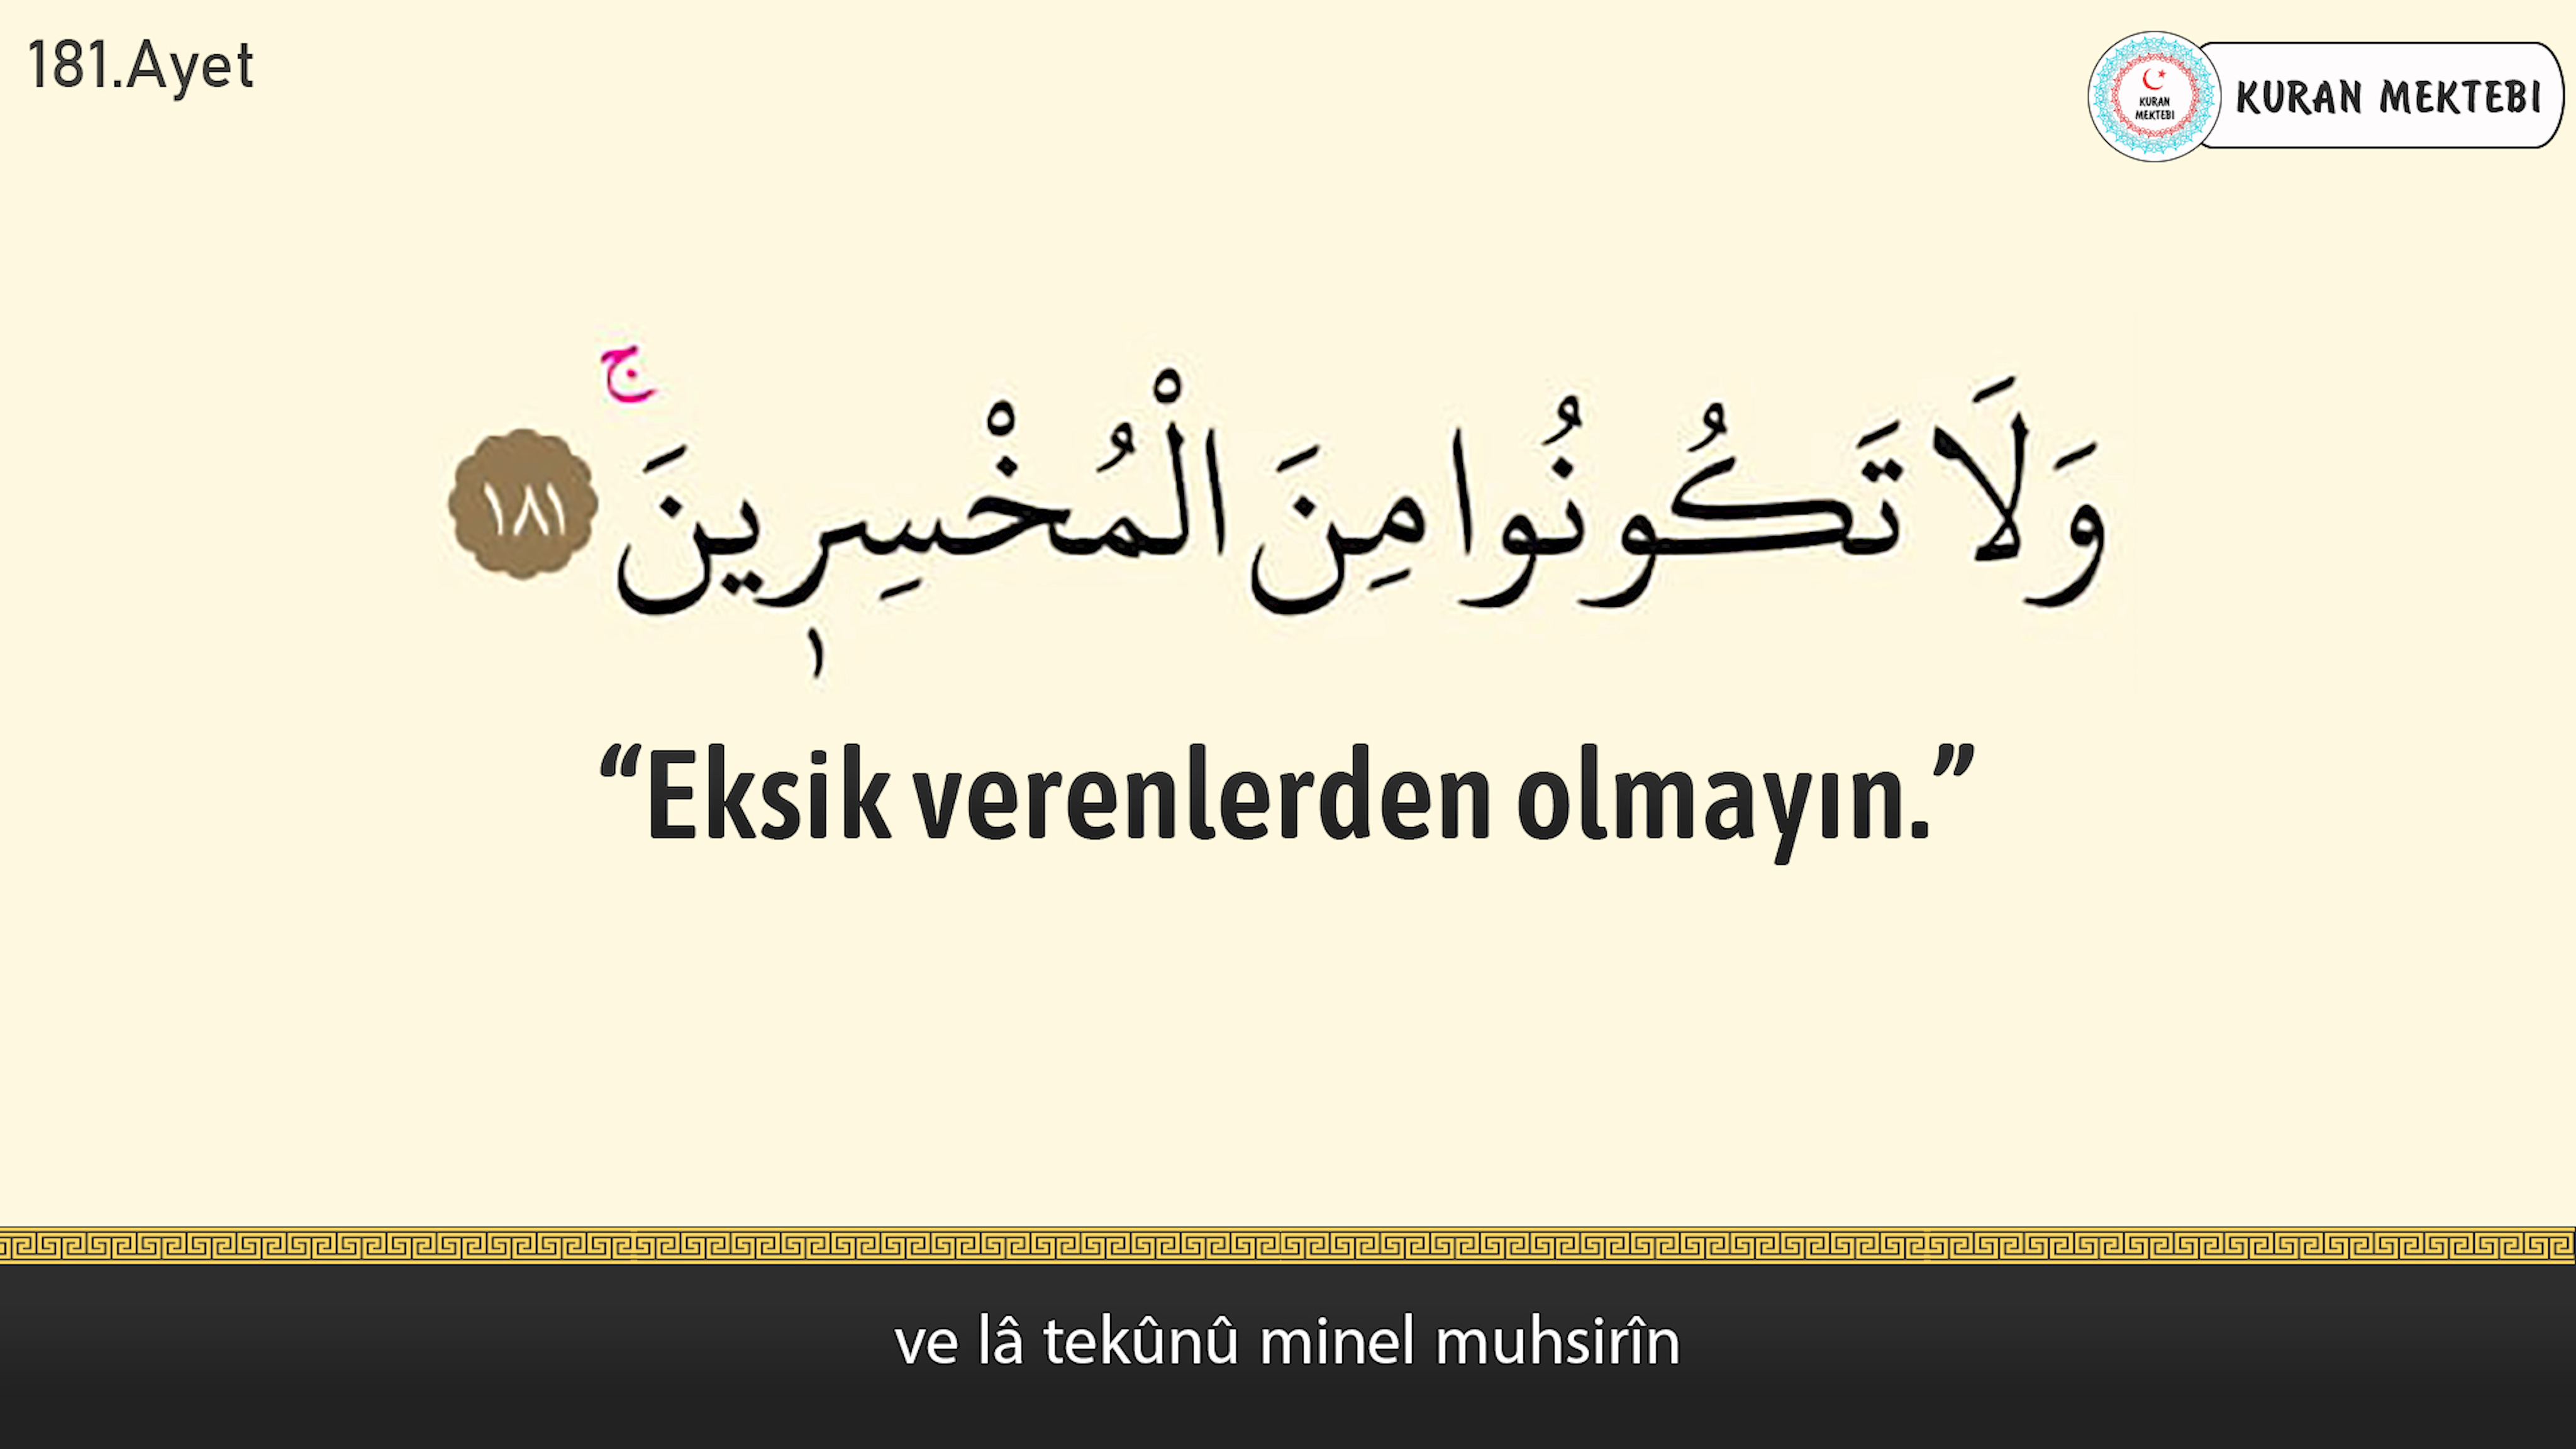 181.Ayet
KURAN
MEKTEBI
KURAN MEKTEBI
ج
وَلَا تَكُونُوا مِنَ الْمُخْسِر۪ينَ ١٨١
“Eksik verenlerden olmayın.”
ve lâ tekûnû minel muhsirîn